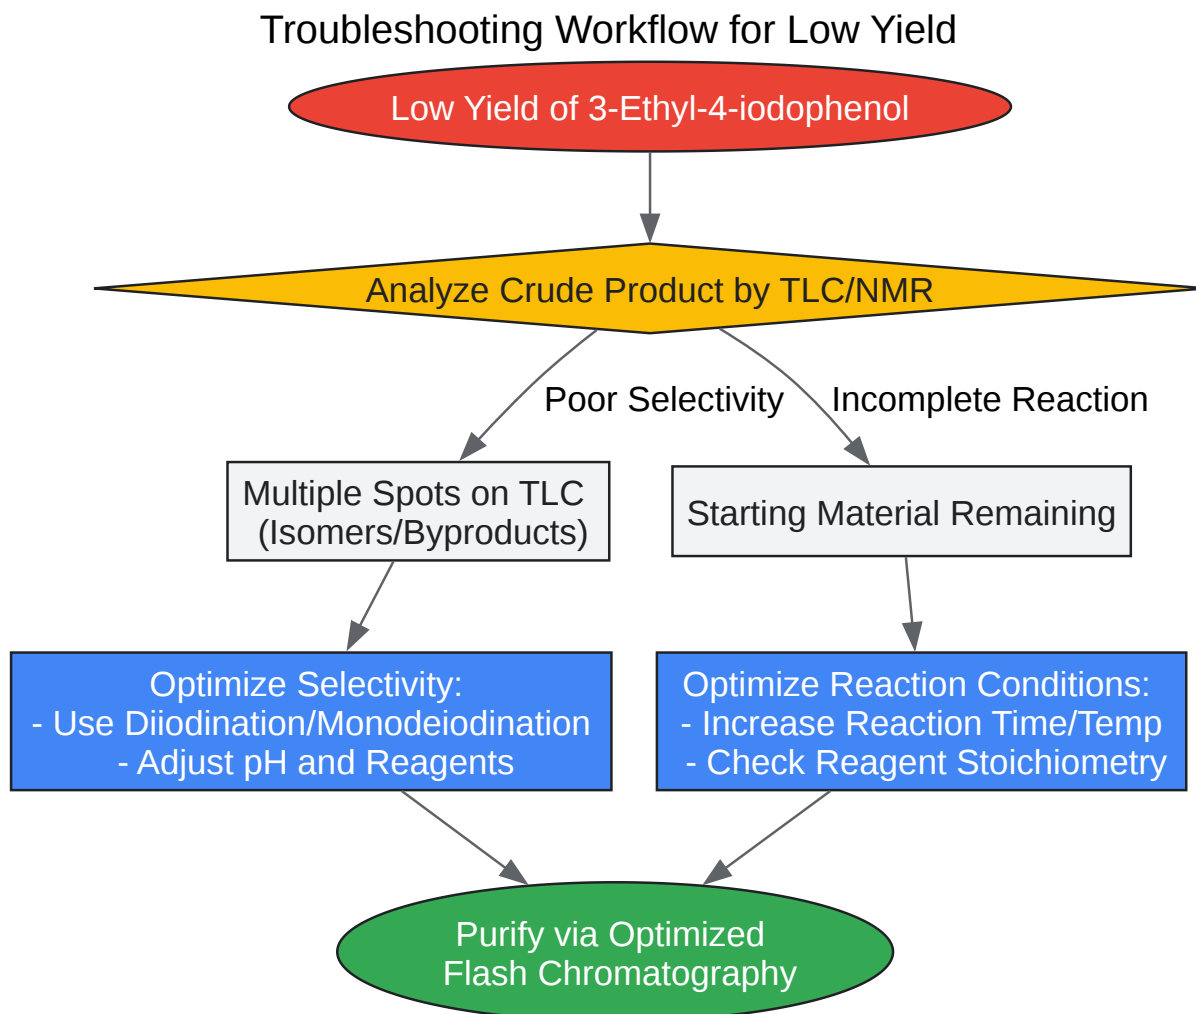 Troubleshooting Workflow for Low Yield
Low Yield of 3-Ethyl-4-iodophenol
Analyze Crude Product by TLC/NMR
Poor Selectivity
Incomplete Reaction
Multiple Spots on TLC
(Isomers/Byproducts)
Starting Material Remaining
Optimize Selectivity:
- Use Diiodination/Monodeiodination
- Adjust pH and Reagents
Optimize Reaction Conditions:
- Increase Reaction Time/Temp
- Check Reagent Stoichiometry
Purify via Optimized
Flash Chromatography